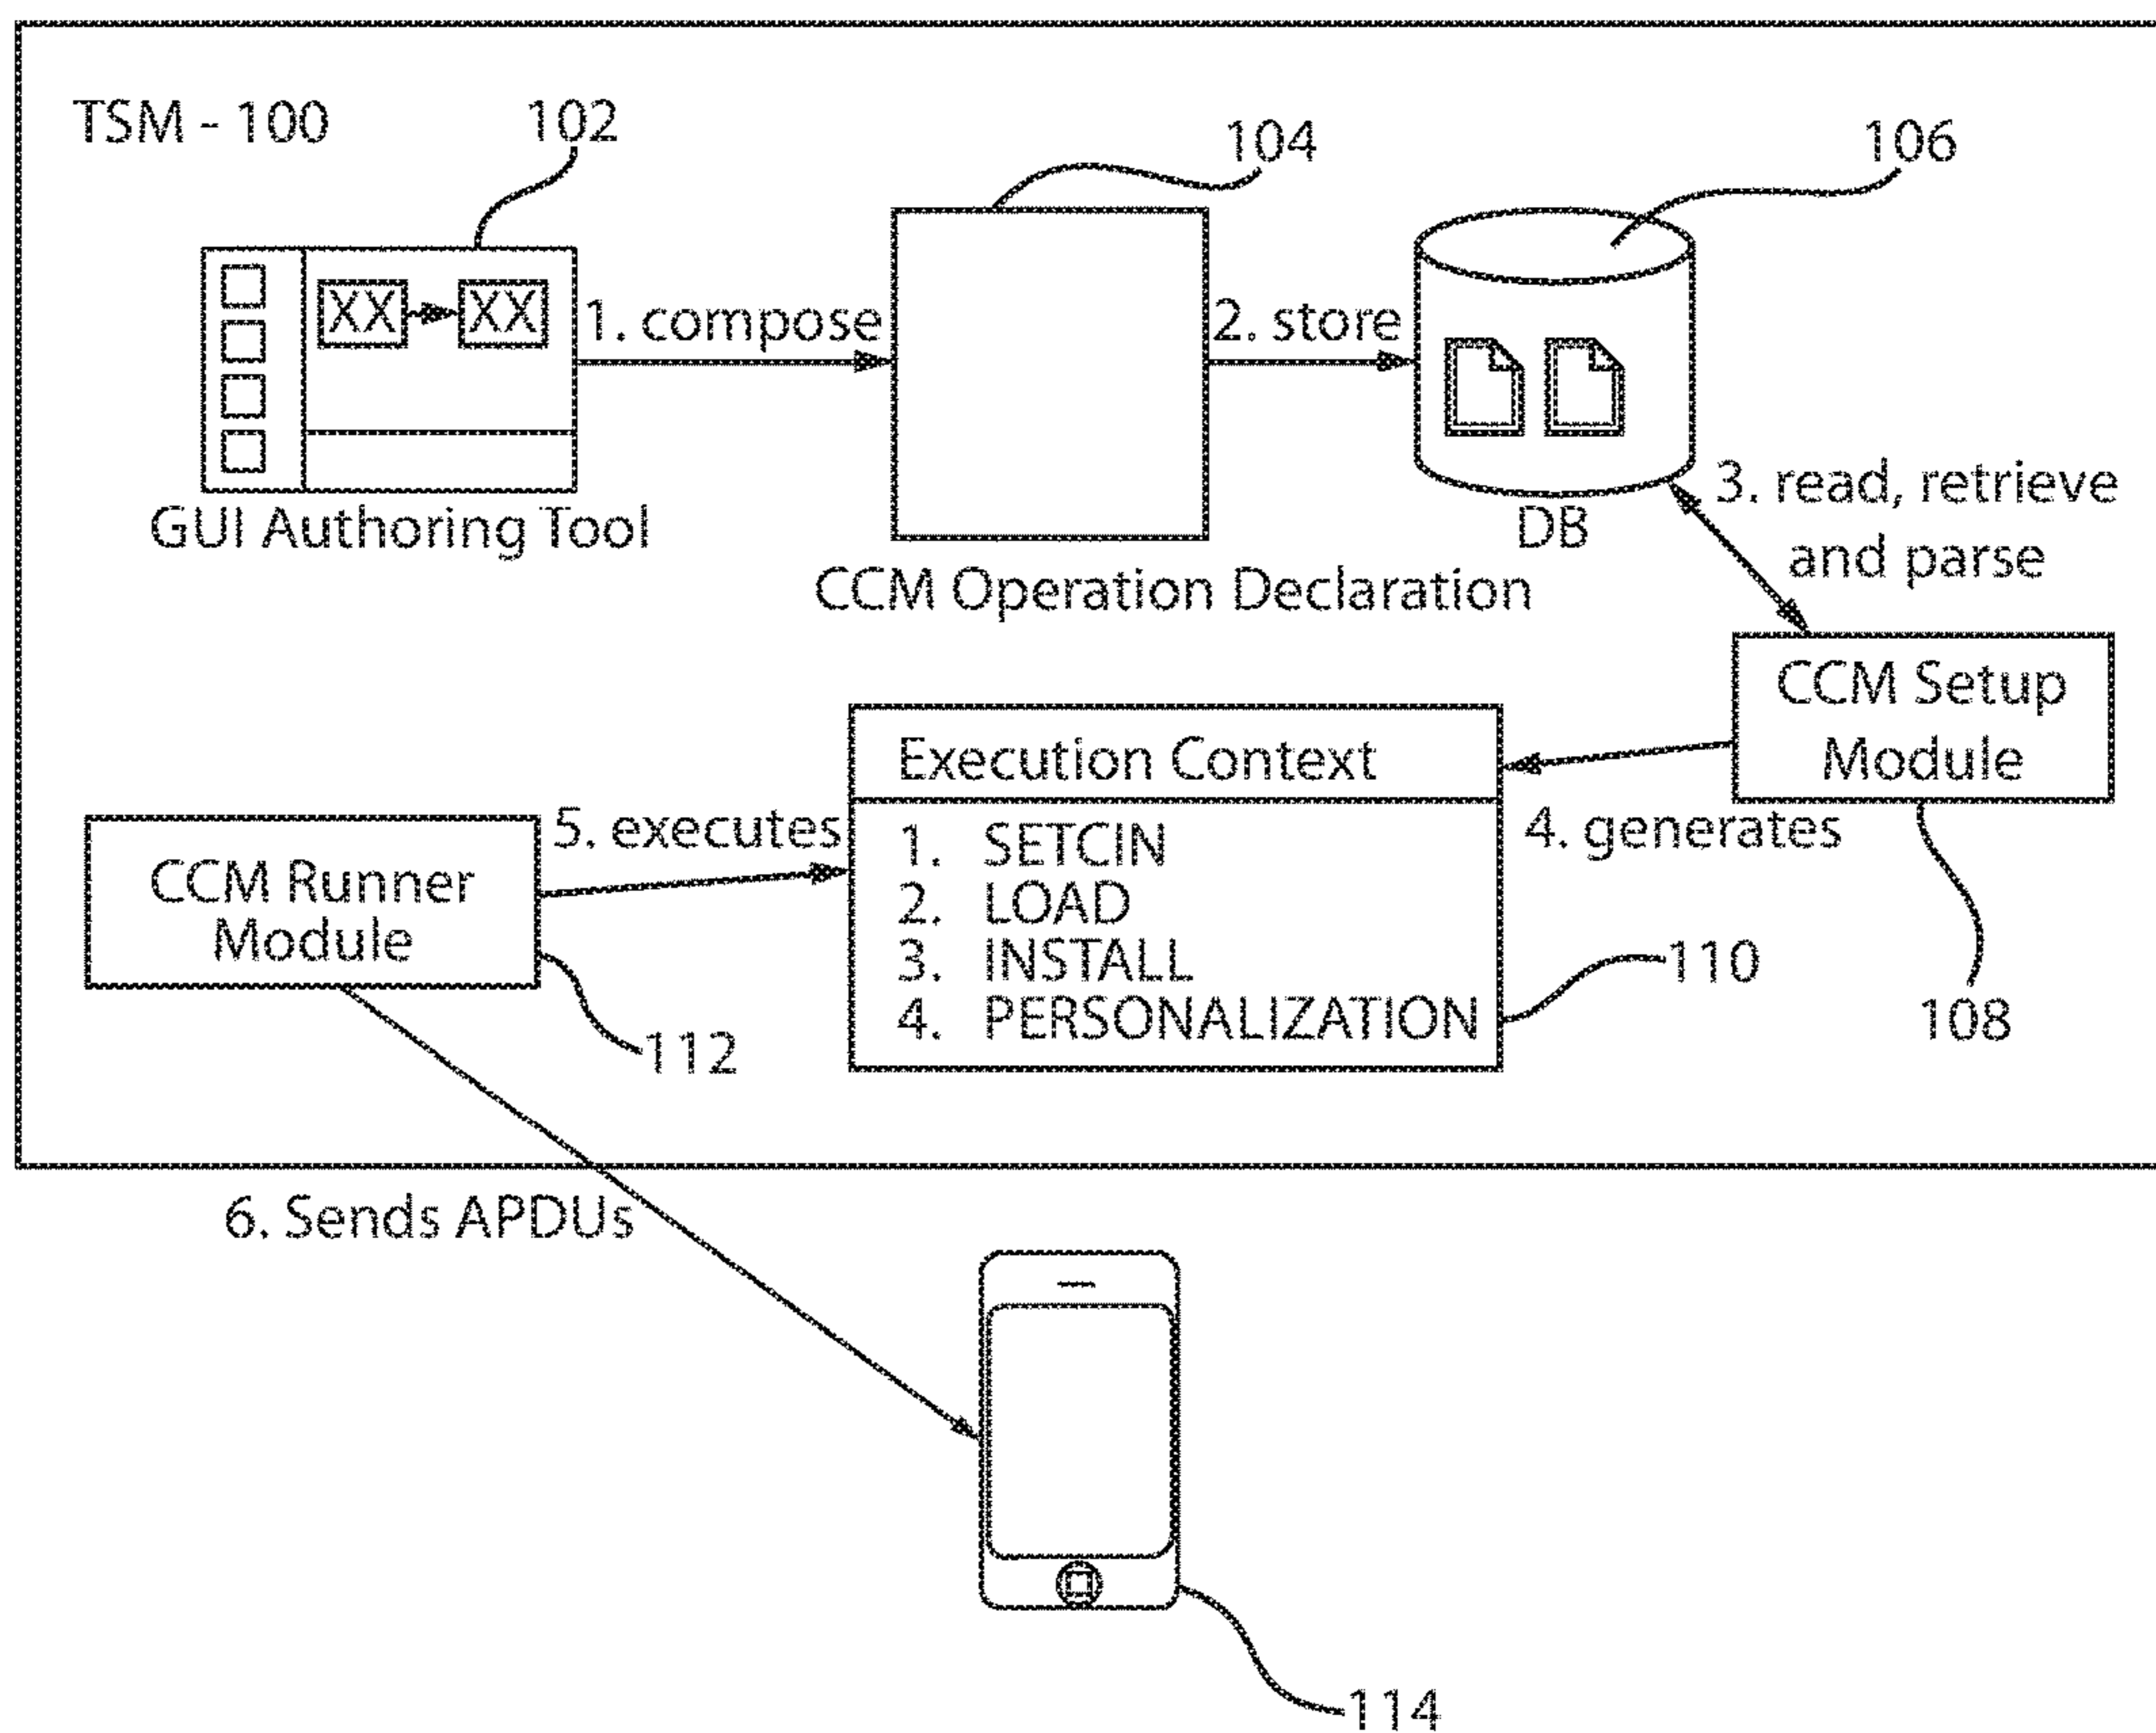 TSM - 100
102
104
106
XX
XX
1. compose
2. store
GUI Authoring Tool
CCM Operation Declaration
DB
3. read, retrieve
and parse
CCM Setup
Module
Execution Context
4. generates
1. SETCIN
2. LOAD
3. INSTALL
4. PERSONALIZATION
5. executes
CCM Runner
Module
110
108
112
6. Sends APDUs
114